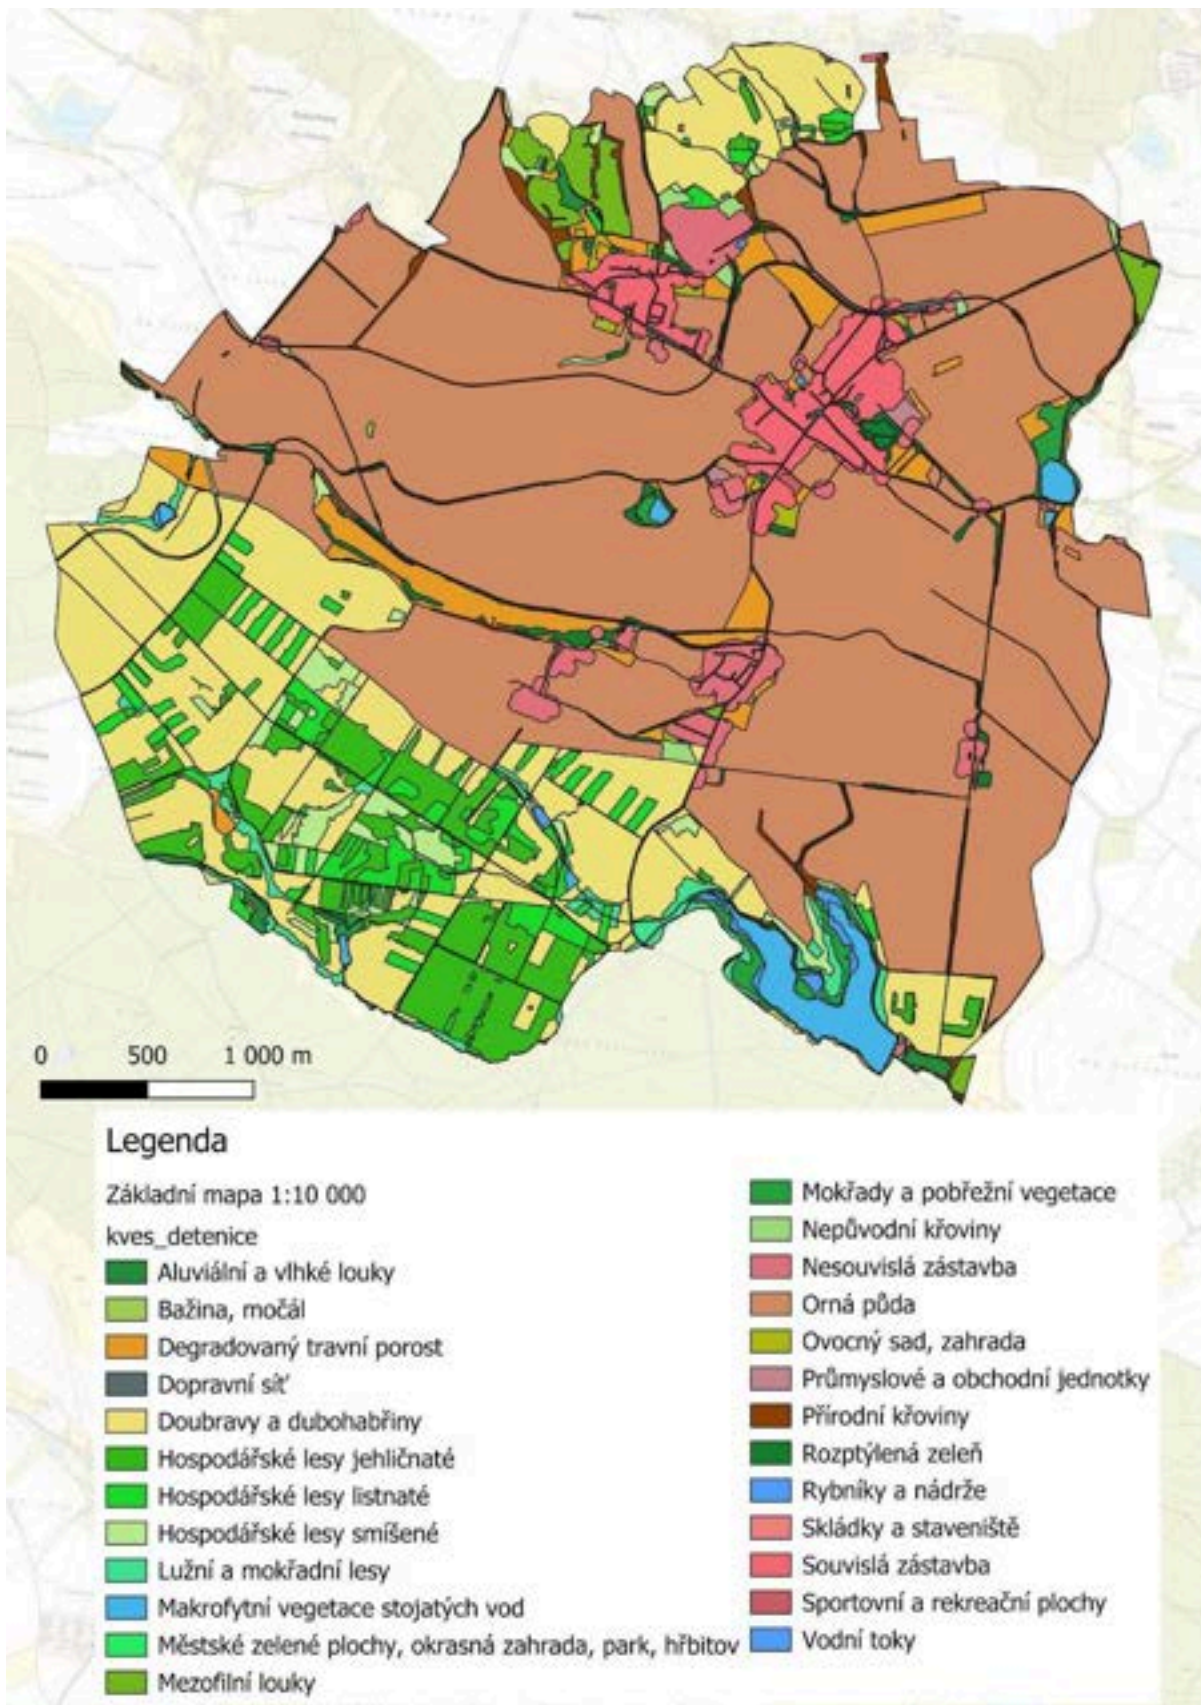 0 500 1 000 m
Legenda
Základní mapa 1:10 000
kves_detenice
Aluviální a vlhké louky
Bažina, močál
Degradovaný travní porost
Dopravní síť
Doubravy a dubohabřiny
Hospodářské lesy jehličnaté
Hospodářské lesy listnaté
Hospodářské lesy smíšené
Lužní a mokřadní lesy
Makrofytní vegetace stojatých vod
Městské zelené plochy, okrasná zahrada, park, hřbitov
Mezofilní louky
Mokřady a pobřežní vegetace
Nepůvodní křoviny
Nesouvislá zástavba
Orná půda
Ovocný sad, zahrada
Průmyslové a obchodní jednotky
Přírodní křoviny
Rozptýlená zeleň
Rybníky a nádrže
Skládky a staveniště
Souvislá zástavba
Sportovní a rekreační plochy
Vodní toky